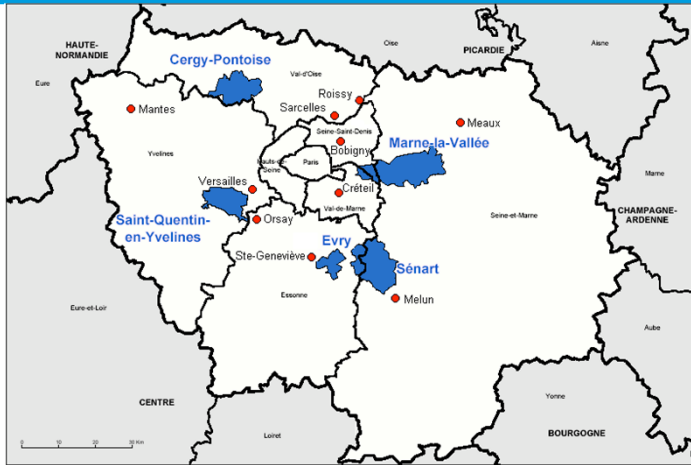 HAUTE-
NORMANDIE
Oise
PICARDIE
Aisne
Eure
Cergy-Pontoise
Val-d'Oise
Roissy
Mantes
Sarcelles
Meaux
Seine-Saint-Denis
Bobigny
Marne-la-Vallée
Yvelines
Hauts-de-
Seine
Paris
Marne
Versailles
Créteil
Val-de-Marne
CHAMPAGNE-
ARDENNE
Saint-Quentin-
en-Yvelines
Orsay
Seine-et-Marne
Evry
Ste-Geneviève
Sénart
Essonne
Melun
Eure-et-Loir
Aube
CENTRE
Yonne
Loiret
BOURGOGNE
0 10 20 30 Km